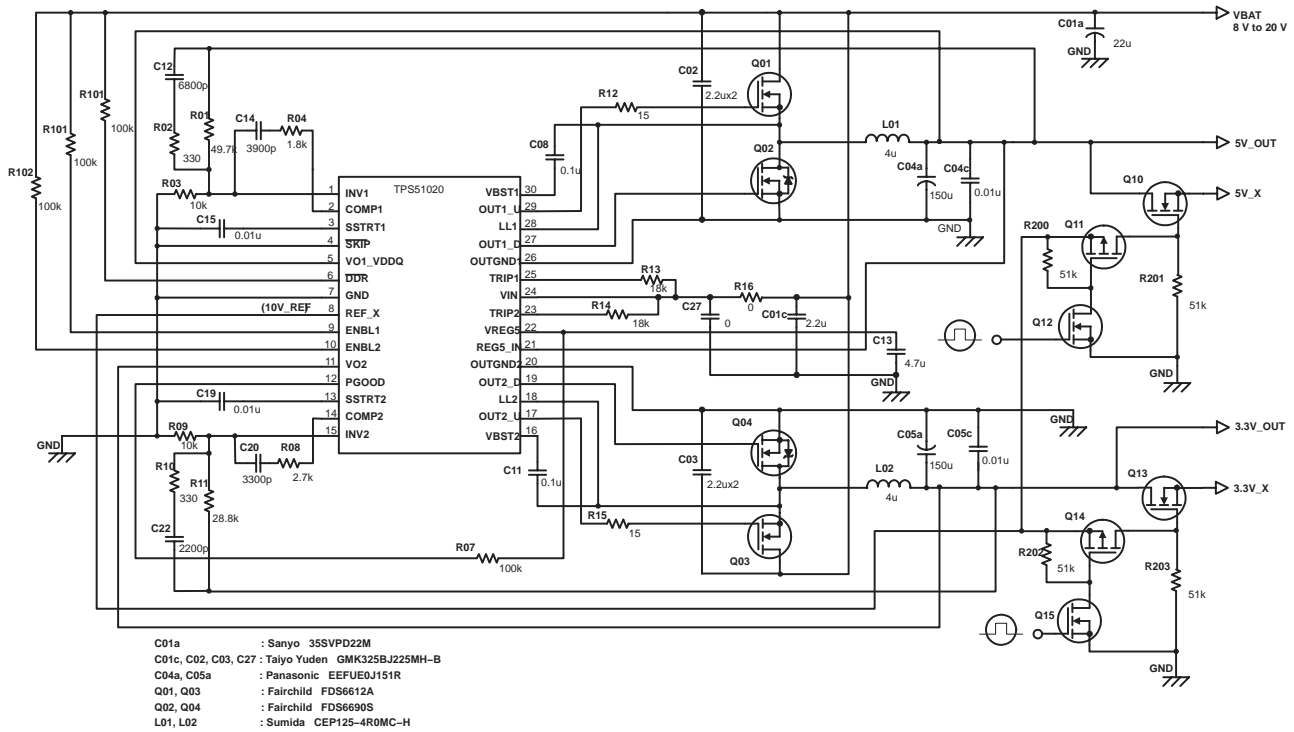 VBAT
8 V to 20 V
C01a
22u
GND
Q01
C02
2.2ux2
C12
6800p
R12
15
R101
100k
R101
100k
R01
49.7k
R02
330
C14
3900p
R04
1.8k
L01
4u
5V_OUT
C08
0.1u
Q02
C04a
150u
C04c
0.01u
R102
100k
R03
10k
Q10
5V_X
TPS51020
1 INV1
2 COMP1
3 SSTRT1
4 SKIP
5 VO1_VDDQ
6 DDR
7 GND
8 REF_X
9 ENBL1
10 ENBL2
11 VO2
12 PGOOD
13 SSTRT2
14 COMP2
15 INV2
VBST1 30
OUT1_U 29
LL1 28
OUT1_D 27
OUTGND1 26
TRIP1 25
VIN 24
TRIP2 23
VREG5 22
REG5_IN 21
OUTGND2 20
OUT2_D 19
LL2 18
OUT2_U 17
VBST2 16
C15
0.01u
GND
R200
51k
Q11
R13
18k
R16
0
R201
51k
(10V_REF)
R14
18k
C27
0
C01c
2.2u
Q12
C13
4.7u
GND
GND
C19
0.01u
Q04
C05a
150u
C05c
0.01u
GND
3.3V_OUT
GND
R09
10k
C20
3300p
R08
2.7k
C03
2.2ux2
L02
4u
Q13
3.3V_X
R10
330
R11
28.8k
C11
0.1u
R15
15
Q03
Q14
C22
2200p
R07
100k
R202
51k
R203
51k
Q15
GND
C01a : Sanyo 35SVPD22M
C01c, C02, C03, C27 : Taiyo Yuden GMK325BJ225MH−B
C04a, C05a : Panasonic EEFUE0J151R
Q01, Q03 : Fairchild FDS6612A
Q02, Q04 : Fairchild FDS6690S
L01, L02 : Sumida CEP125−4R0MC−H